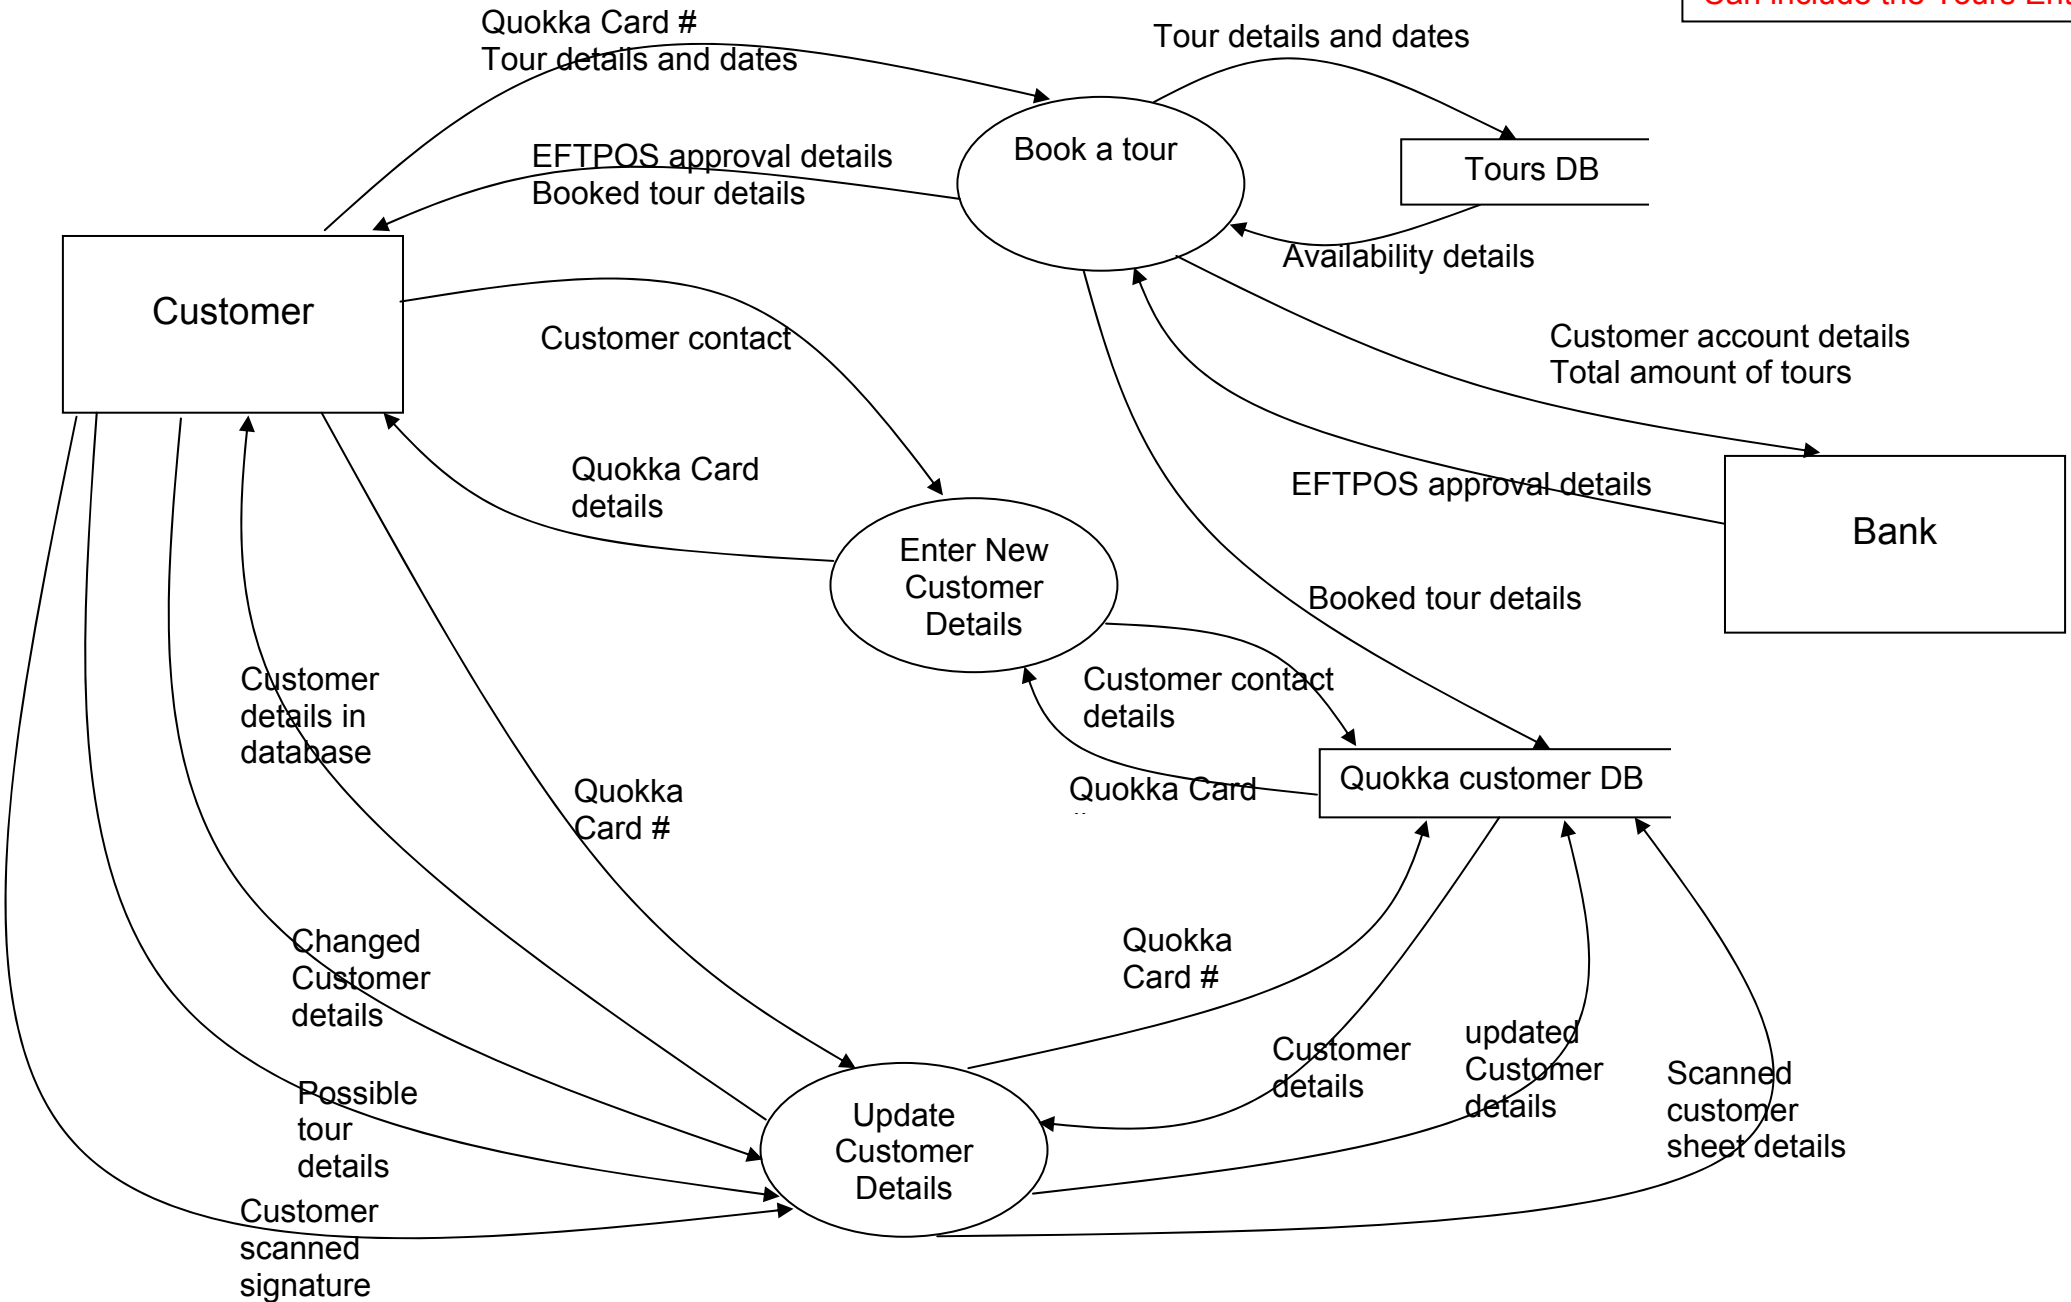 Can include the Tours
Quokka Card #
Tour details and dates
Tour details and dates
Book a tour
EFTPOS approval details
Booked tour details
Tours DB
Availability details
Customer
Customer contact
Customer account details
Total amount of tours
Quokka Card
details
EFTPOS approval details
Bank
Enter New
Customer
Details
Booked tour details
Customer
details in
database
Customer contact
details
Quokka Card
Quokka customer DB
Quokka
Card #
Changed
Customer
details
Quokka
Card #
Customer
details
updated
Customer
details
Scanned
customer
sheet details
Possible
tour
details
Update
Customer
Details
Customer
scanned
signature